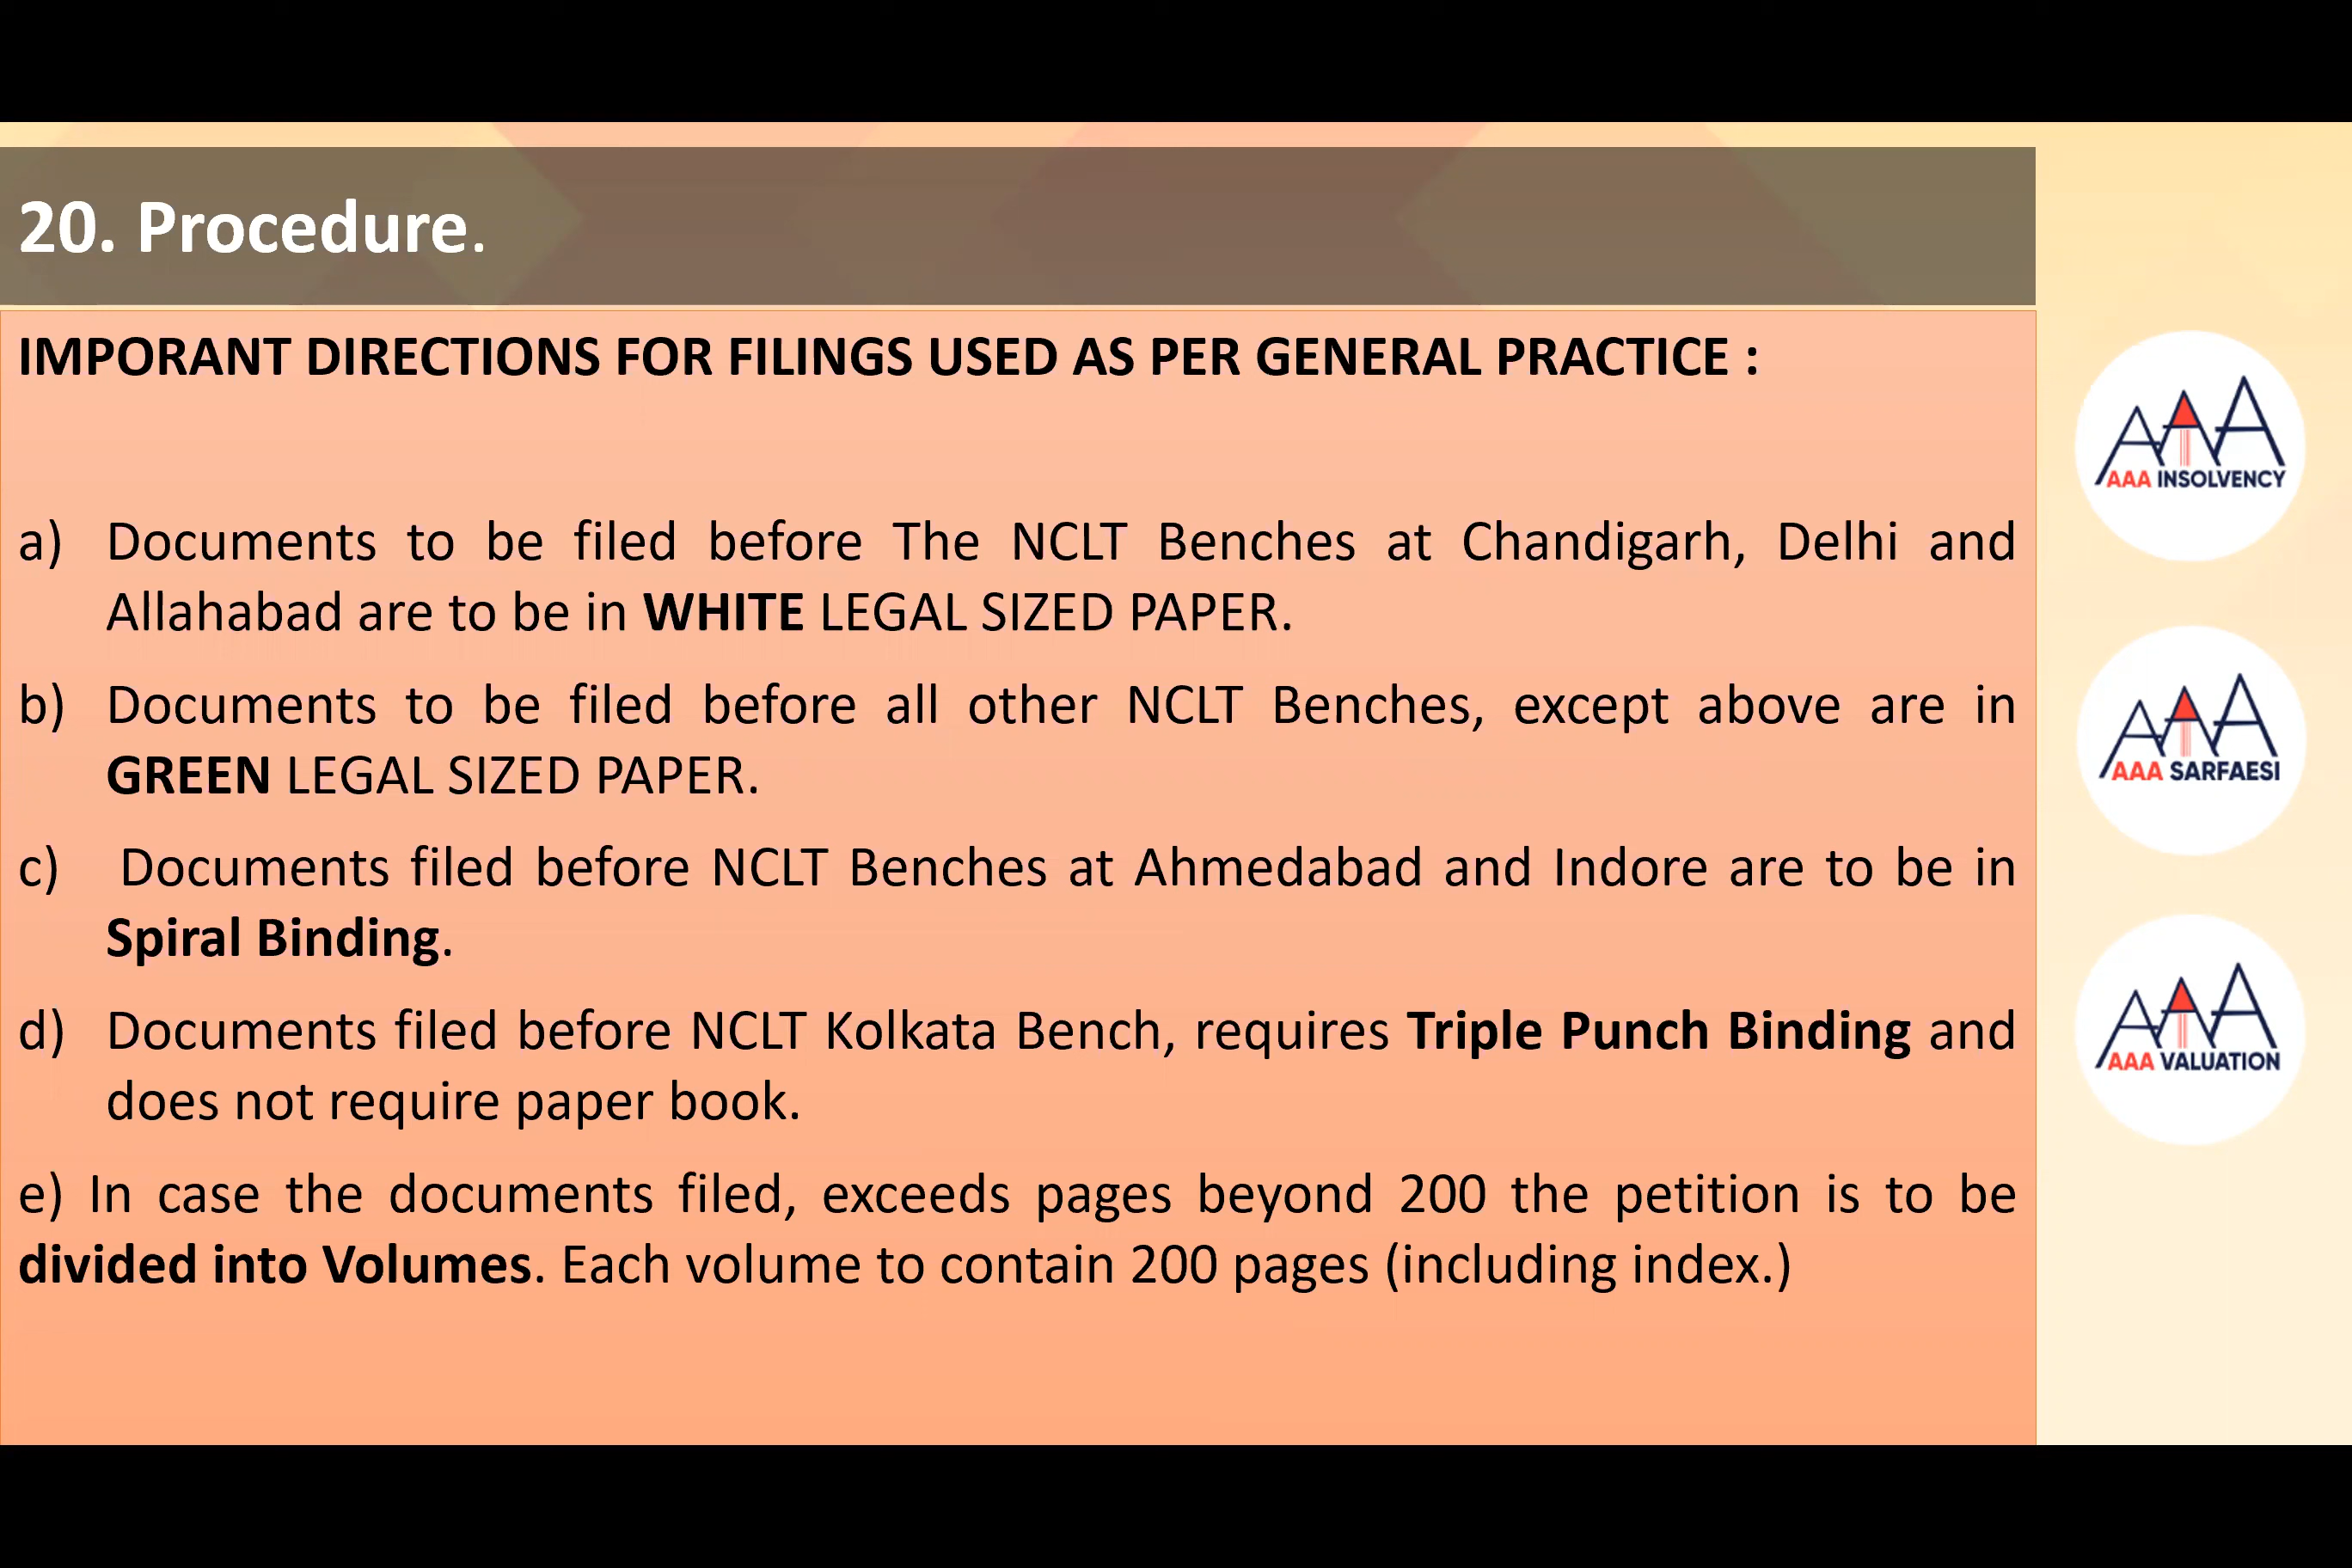 20. Procedure.
IMPORANT DIRECTIONS FOR FILINGS USED AS PER GENERAL PRACTICE :
a) Documents to be filed before The NCLT Benches at Chandigarh, Delhi and
Allahabad are to be in WHITE LEGAL SIZED PAPER.
b) Documents to be filed before all other NCLT Benches, except above are in
GREEN LEGAL SIZED PAPER.
c) Documents filed before NCLT Benches at Ahmedabad and Indore are to be in
Spiral Binding.
d) Documents filed before NCLT Kolkata Bench, requires Triple Punch Binding and
does not require paper book.
e) In case the documents filed, exceeds pages beyond 200 the petition is to be
divided into Volumes. Each volume to contain 200 pages (including index.)
AAA
AAA INSOLVENCY
AAA
AAA SARFAESI
AAA
AAA VALUATION